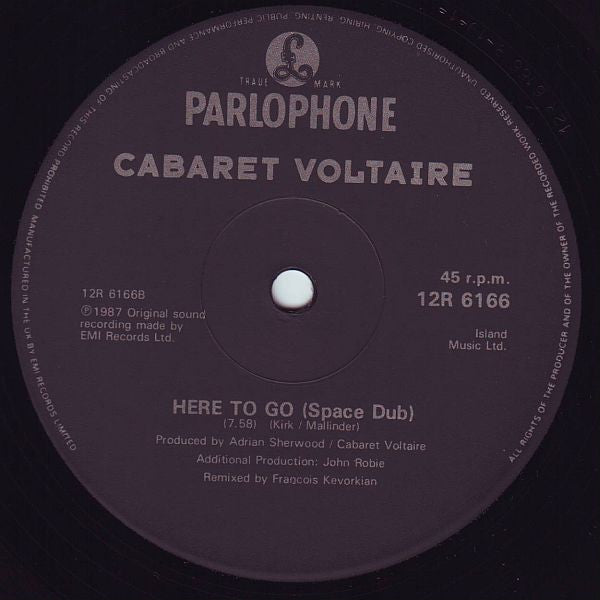 ALL RIGHTS OF THE PRODUCER AND OF THE OWNER OF THE RECORDED WORK RESERVED UNAUTHORISED COPYING, HIRING, RENTING, PUBLIC PERFORMANCE AND BROADCASTING OF THIS RECORD PROHIBITED MANUFACTURED IN THE UK BY EMI RECORDS LIMITED
£
TRADE MARK
PARLOPHONE
CABARET VOLTAIRE
12R 6166B
℗1987 Original sound
recording made by
EMI Records Ltd.
45 r.p.m.
12R 6166
Island
Music Ltd.
HERE TO GO (Space Dub)
(7.58) (Kirk / Mallinder)
Produced by Adrian Sherwood / Cabaret Voltaire
Additional Production: John Robie
Remixed by Francois Kevorkian